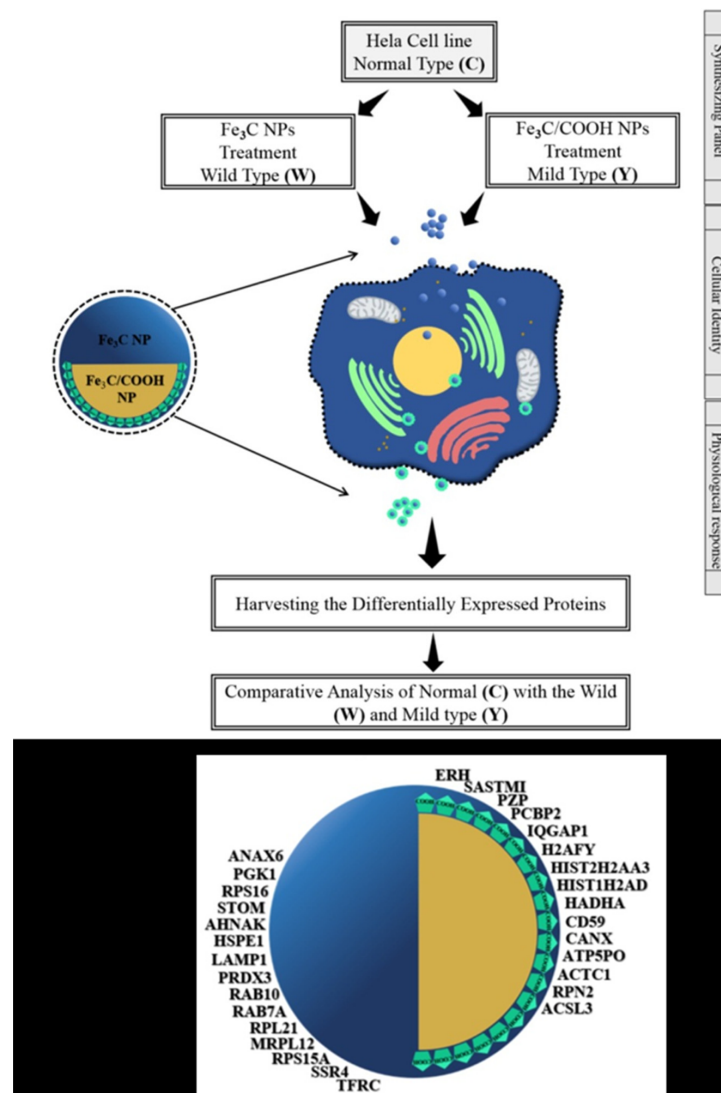 Hela Cell line
Normal Type (C)
Fe₃C NPs
Treatment
Wild Type (W)
Fe₃C/COOH NPs
Treatment
Mild Type (Y)
Synthesizing Panel
Cellular Identity
Physiological response
Fe₃C NP
Fe₃C/COOH
NP
Harvesting the Differentially Expressed Proteins
Comparative Analysis of Normal (C) with the Wild
(W) and Mild type (Y)
ANAX6
PGK1
RPS16
STOM
AHNAK
HSPE1
LAMP1
PRDX3
RAB10
RAB7A
RPL21
MRPL12
RPS15A
SSR4
TFRC
ERH
SASTMI
PZP
PCBP2
IQGAP1
H2AFY
HIST2H2AA3
HIST1H2AD
HADHA
CD59
CANX
ATP5PO
ACTC1
RPN2
ACSL3